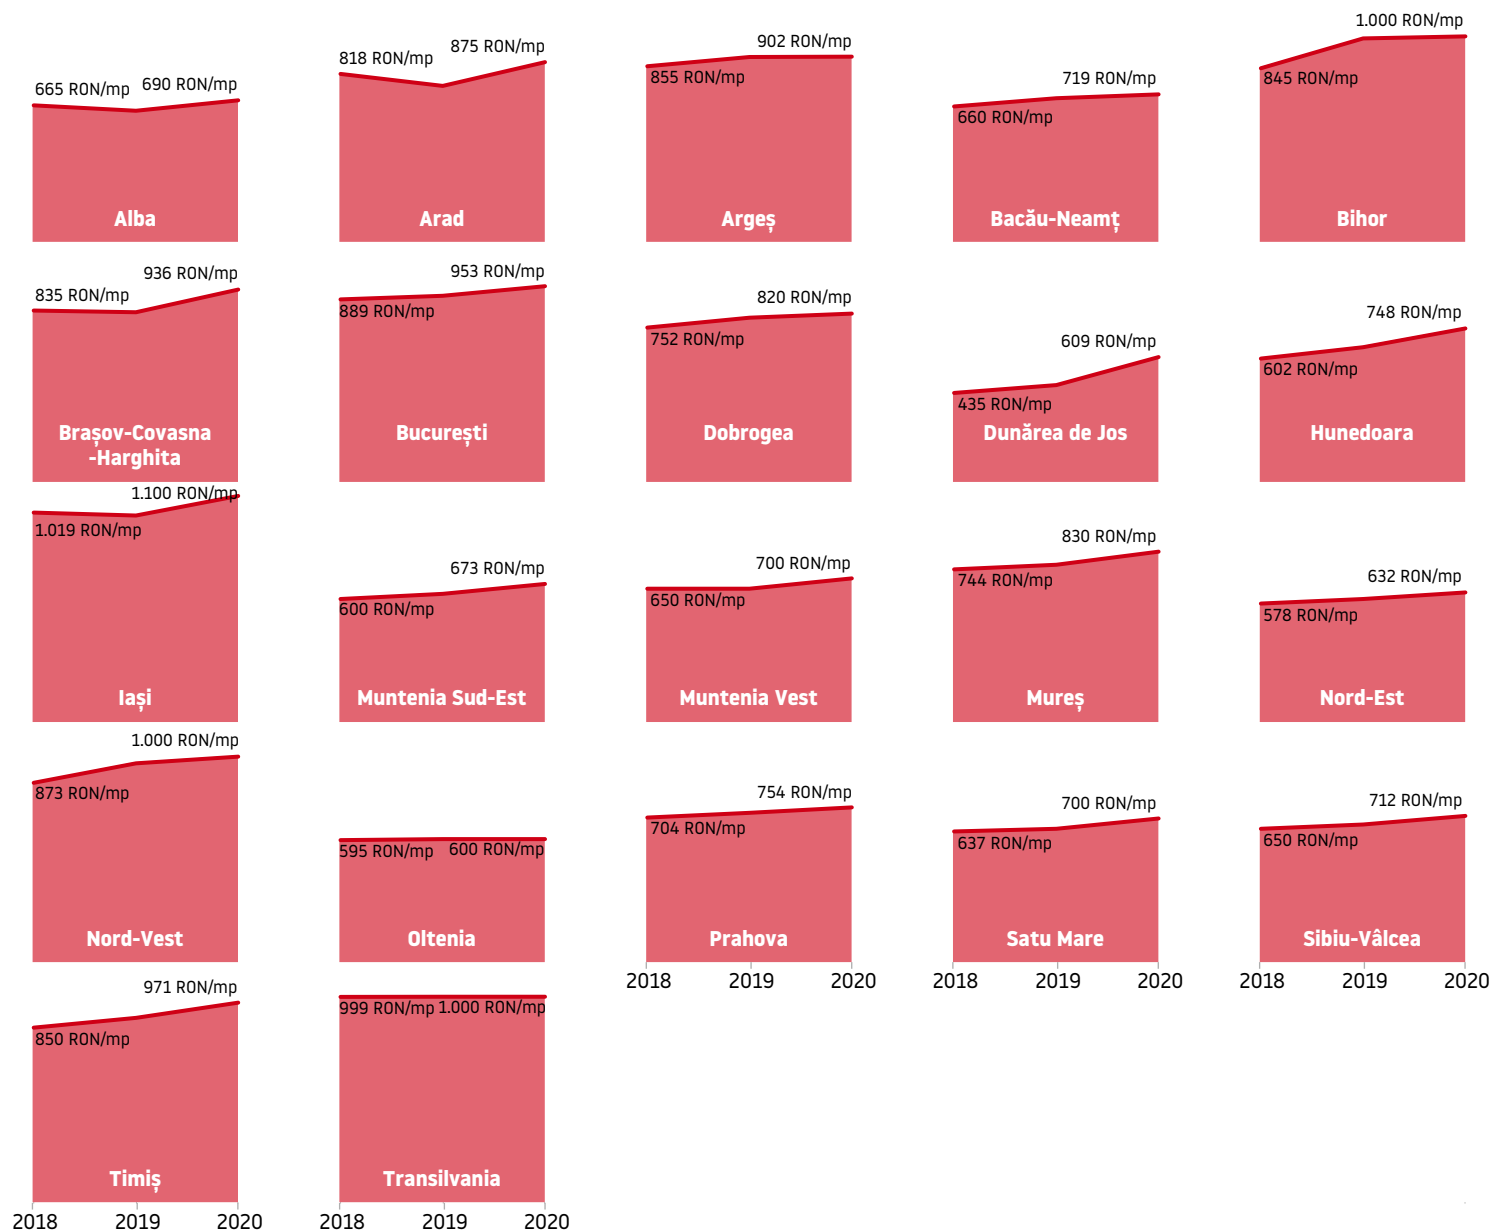 665 RON/mp
690 RON/mp
Alba
818 RON/mp
875 RON/mp
Arad
902 RON/mp
855 RON/mp
Argeș
719 RON/mp
660 RON/mp
Bacău-Neamț
1.000 RON/mp
845 RON/mp
Bihor
936 RON/mp
835 RON/mp
Brașov-Covasna
-Harghita
953 RON/mp
889 RON/mp
București
820 RON/mp
752 RON/mp
Dobrogea
609 RON/mp
435 RON/mp
Dunărea de Jos
748 RON/mp
602 RON/mp
Hunedoara
1.100 RON/mp
1.019 RON/mp
Iași
673 RON/mp
600 RON/mp
Muntenia Sud-Est
700 RON/mp
650 RON/mp
Muntenia Vest
830 RON/mp
744 RON/mp
Mureș
632 RON/mp
578 RON/mp
Nord-Est
1.000 RON/mp
873 RON/mp
Nord-Vest
595 RON/mp
600 RON/mp
Oltenia
754 RON/mp
704 RON/mp
Prahova
2018 2019 2020
700 RON/mp
637 RON/mp
Satu Mare
2018 2019 2020
712 RON/mp
650 RON/mp
Sibiu-Vâlcea
2018 2019 2020
971 RON/mp
850 RON/mp
Timiș
2018 2019 2020
999 RON/mp
1.000 RON/mp
Transilvania
2018 2019 2020